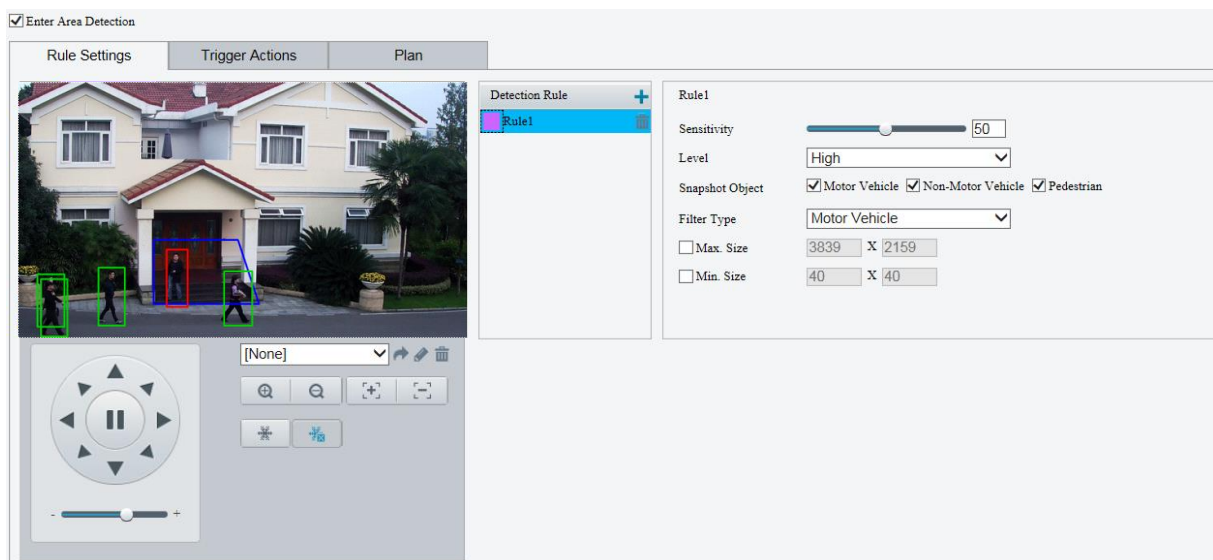 Enter Area Detection
Rule Settings Trigger Actions Plan
Detection Rule
Rule1
Rule1
Sensitivity 50
Level High
Snapshot Object Motor Vehicle Non-Motor Vehicle Pedestrian
Filter Type Motor Vehicle
Max. Size 3839 X 2159
Min. Size 40 X 40
[None]
- +